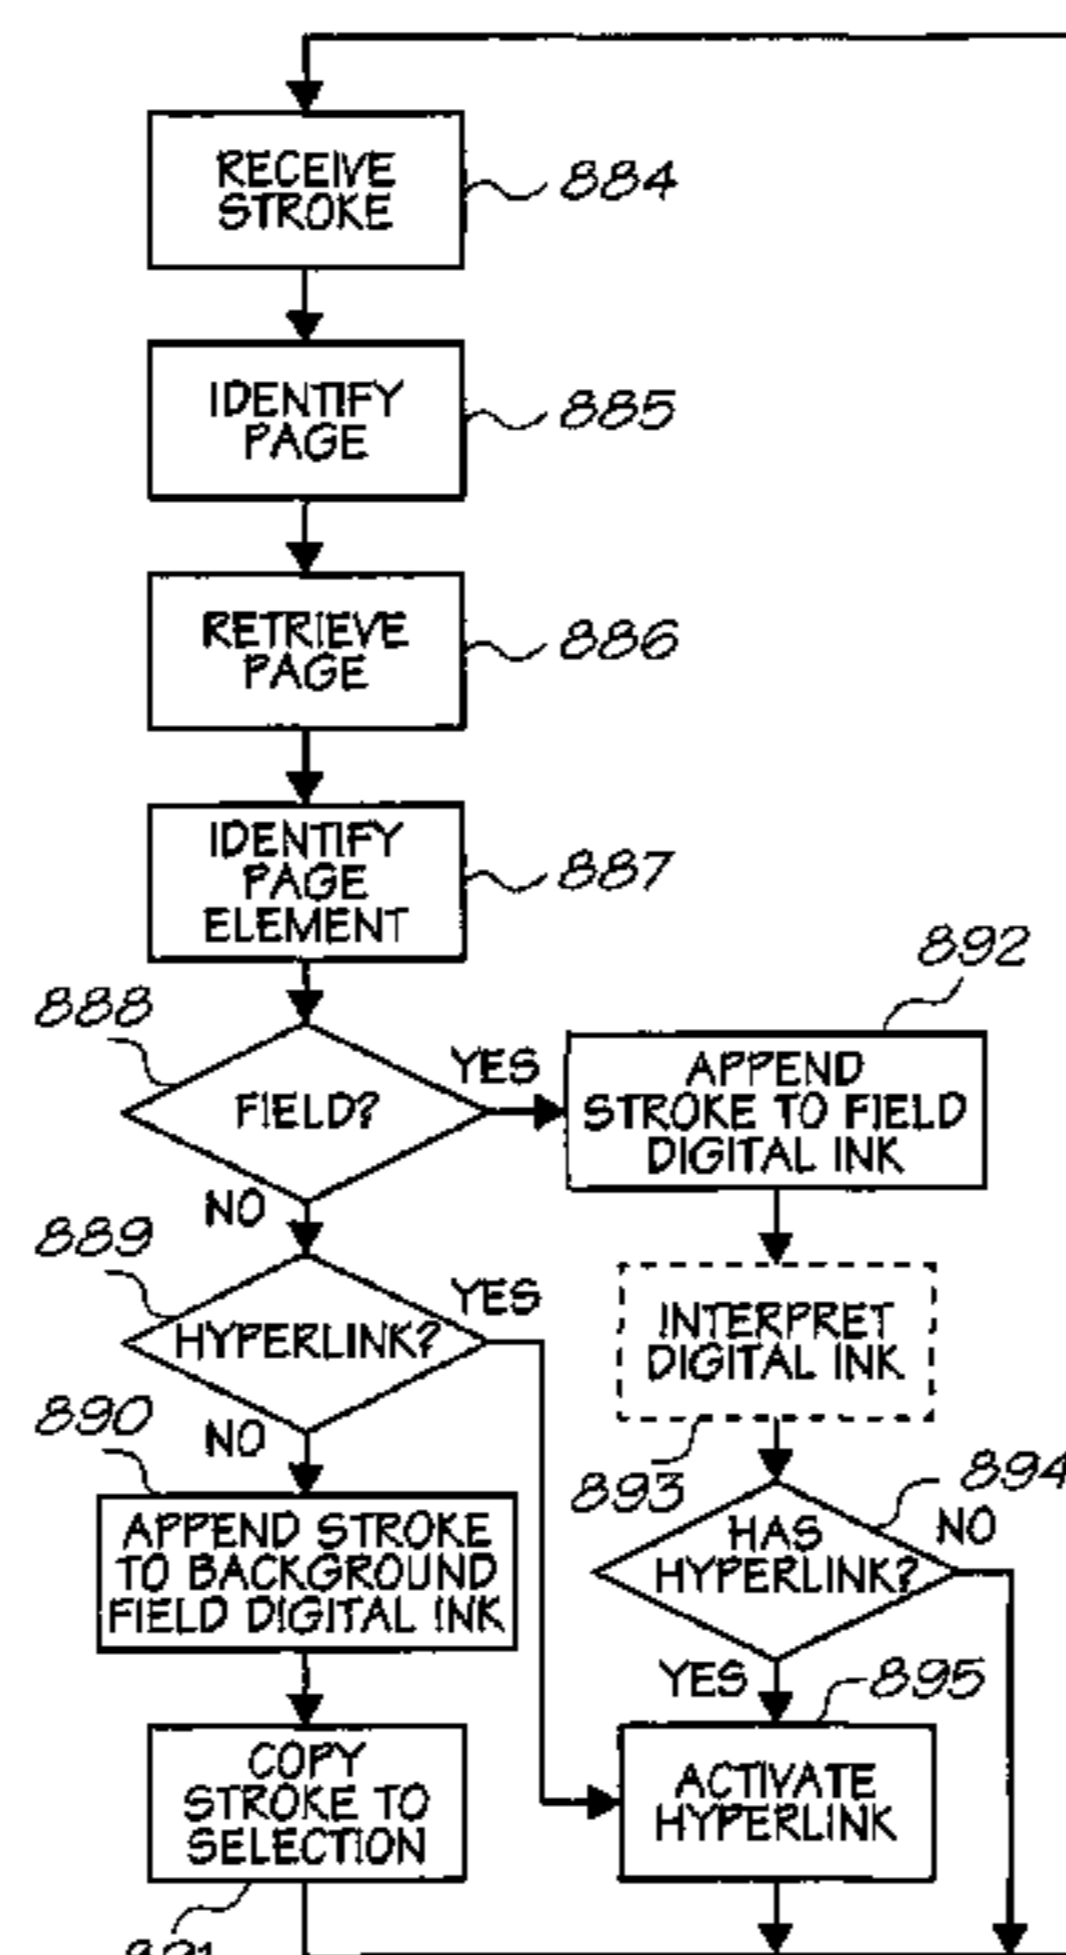 RECEIVE
STROKE
884
IDENTIFY
PAGE
885
RETRIEVE
PAGE
886
IDENTIFY
PAGE
ELEMENT
887
888
FIELD?
YES
NO
892
APPEND
STROKE TO FIELD
DIGITAL INK
889
HYPERLINK?
YES
NO
INTERPRET
DIGITAL INK
893
890
APPEND STROKE
TO BACKGROUND
FIELD DIGITAL INK
894
HAS
HYPERLINK?
NO
YES
895
COPY
STROKE TO
SELECTION
ACTIVATE
HYPERLINK